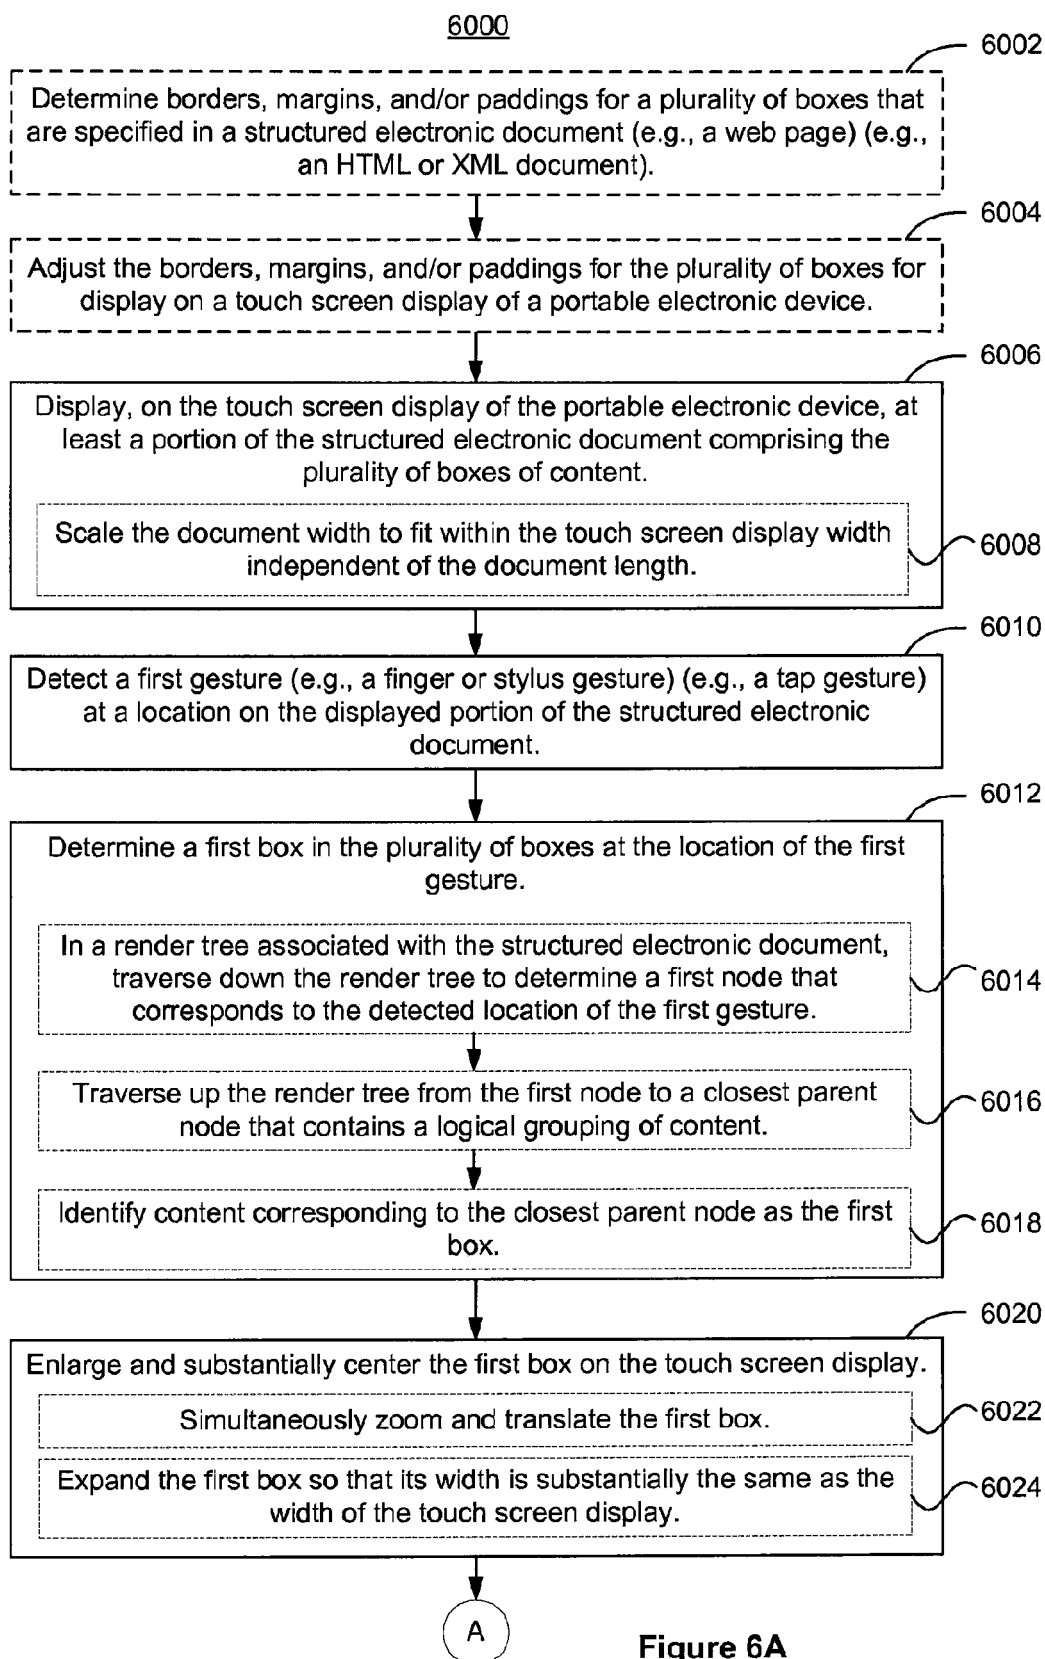 6000
6002
Determine borders, margins, and/or paddings for a plurality of boxes that
are specified in a structured electronic document (e.g., a web page) (e.g.,
an HTML or XML document).
6004
Adjust the borders, margins, and/or paddings for the plurality of boxes for
display on a touch screen display of a portable electronic device.
6006
Display, on the touch screen display of the portable electronic device, at
least a portion of the structured electronic document comprising the
plurality of boxes of content.
Scale the document width to fit within the touch screen display width
independent of the document length.
6008
6010
Detect a first gesture (e.g., a finger or stylus gesture) (e.g., a tap gesture)
at a location on the displayed portion of the structured electronic
document.
6012
Determine a first box in the plurality of boxes at the location of the first
gesture.
In a render tree associated with the structured electronic document,
traverse down the render tree to determine a first node that
corresponds to the detected location of the first gesture.
6014
Traverse up the render tree from the first node to a closest parent
node that contains a logical grouping of content.
6016
Identify content corresponding to the closest parent node as the first
box.
6018
6020
Enlarge and substantially center the first box on the touch screen display.
Simultaneously zoom and translate the first box.
6022
Expand the first box so that its width is substantially the same as the
width of the touch screen display.
6024
A
Figure 6A